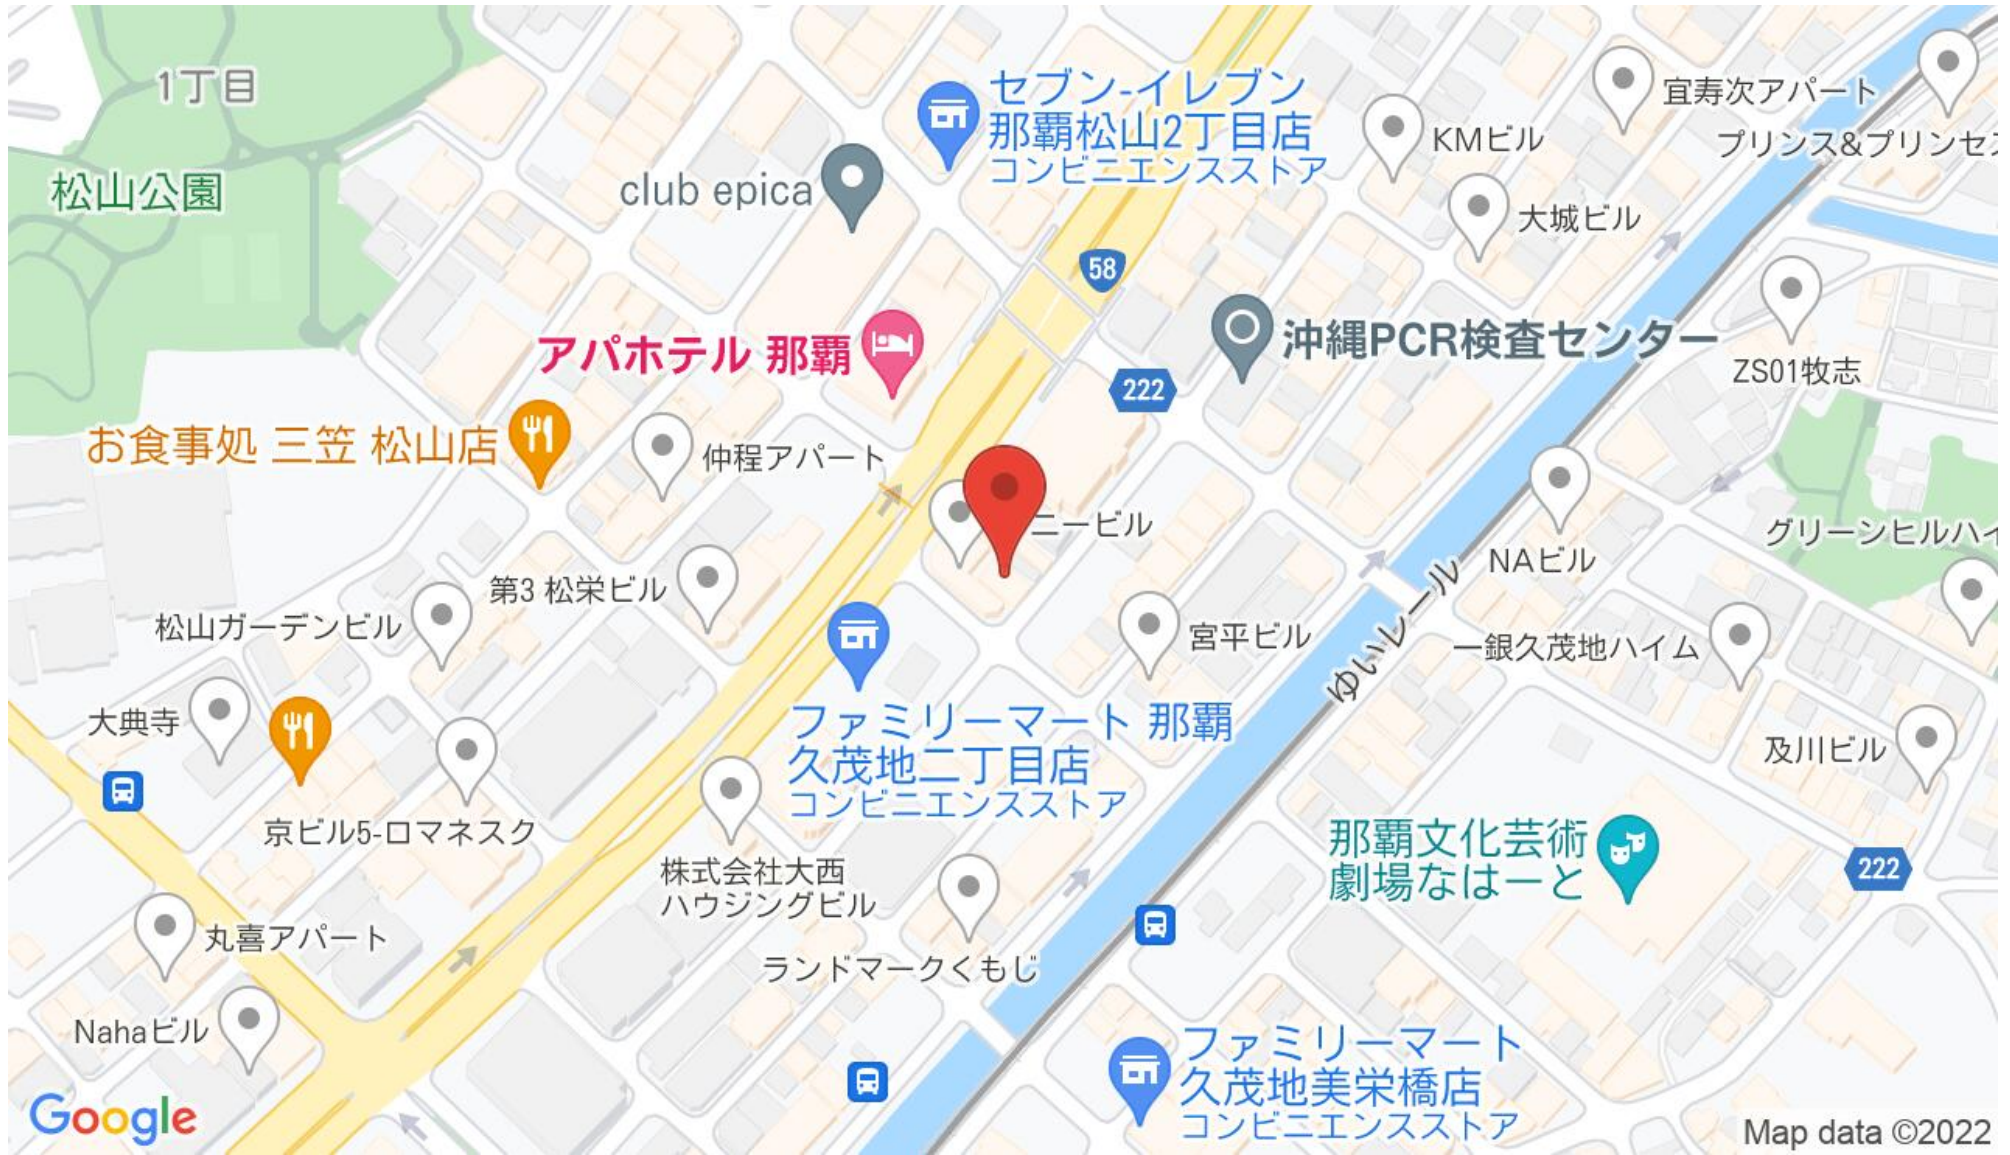 1丁目
松山公園
セブン-イレブン
那覇松山2丁目店
コンビニエンスストア
宜寿次アパート
KMビル
プリンス&プリンセス
club epica
大城ビル
58
アパホテル 那覇
沖縄PCR検査センター
222
ZS01牧志
お食事処 三笠 松山店
仲程アパート
ニービル
グリーンヒルハイ
NAビル
第3 松栄ビル
松山ガーデンビル
宮平ビル
ゆいレール
一銀久茂地ハイム
大典寺
ファミリーマート 那覇
久茂地二丁目店
コンビニエンスストア
及川ビル
京ビル5-ロマネスク
那覇文化芸術
劇場なはーと
222
株式会社大西
ハウジングビル
丸喜アパート
ランドマークくもじ
Nahaビル
ファミリーマート
久茂地美栄橋店
コンビニエンスストア
Google
Map data ©2022